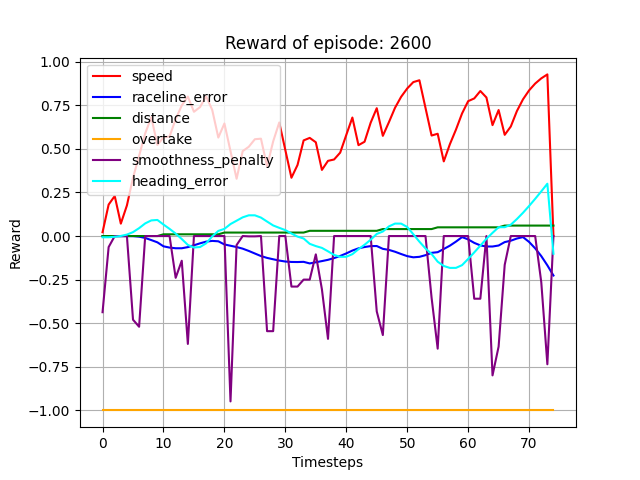 Reward of episode: 2600
1.00
0.75
0.50
0.25
0.00
−0.25
−0.50
−0.75
−1.00
Reward
speed
raceline_error
distance
overtake
smoothness_penalty
heading_error
0 10 20 30 40 50 60 70
Timesteps